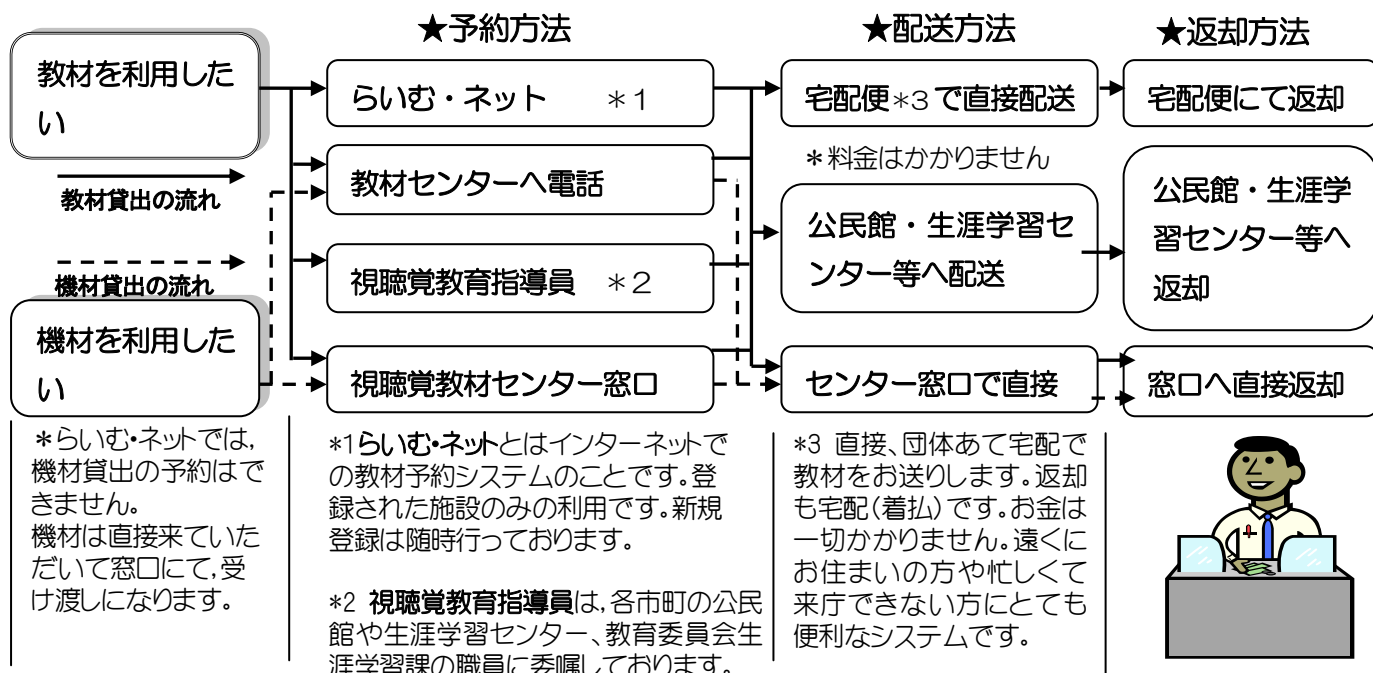 ★予約方法
★配送方法
★返却方法
教材を利用した
い
教材貸出の流れ
機材貸出の流れ
機材を利用した
い
らいむ・ネット　＊1
教材センターへ電話
視聴覚教育指導員　＊2
視聴覚教材センター窓口
宅配便＊3で直接配送
＊料金はかかりません
公民館・生涯学習セ
ンター等へ配送
センター窓口で直接
宅配便にて返却
公民館・生涯学
習センター等へ
返却
窓口へ直接返却
＊らいむ・ネットでは,
機材貸出の予約はで
きません。
機材は直接来ていた
だいて窓口にて,受
け渡しになります。
*1らいむ・ネットとはインターネットで
の教材予約システムのことです。登
録された施設のみの利用です。新規
登録は随時行っております。
*2 視聴覚教育指導員は,各市町の公民
館や生涯学習センター、教育委員会生
涯学習課の職員に委嘱しております。
*3 直接、団体あて宅配で
教材をお送りします。返却
も宅配(着払)です。お金は
一切かかりません。遠くに
お住まいの方や忙しくて
来庁できない方にとても
便利なシステムです。